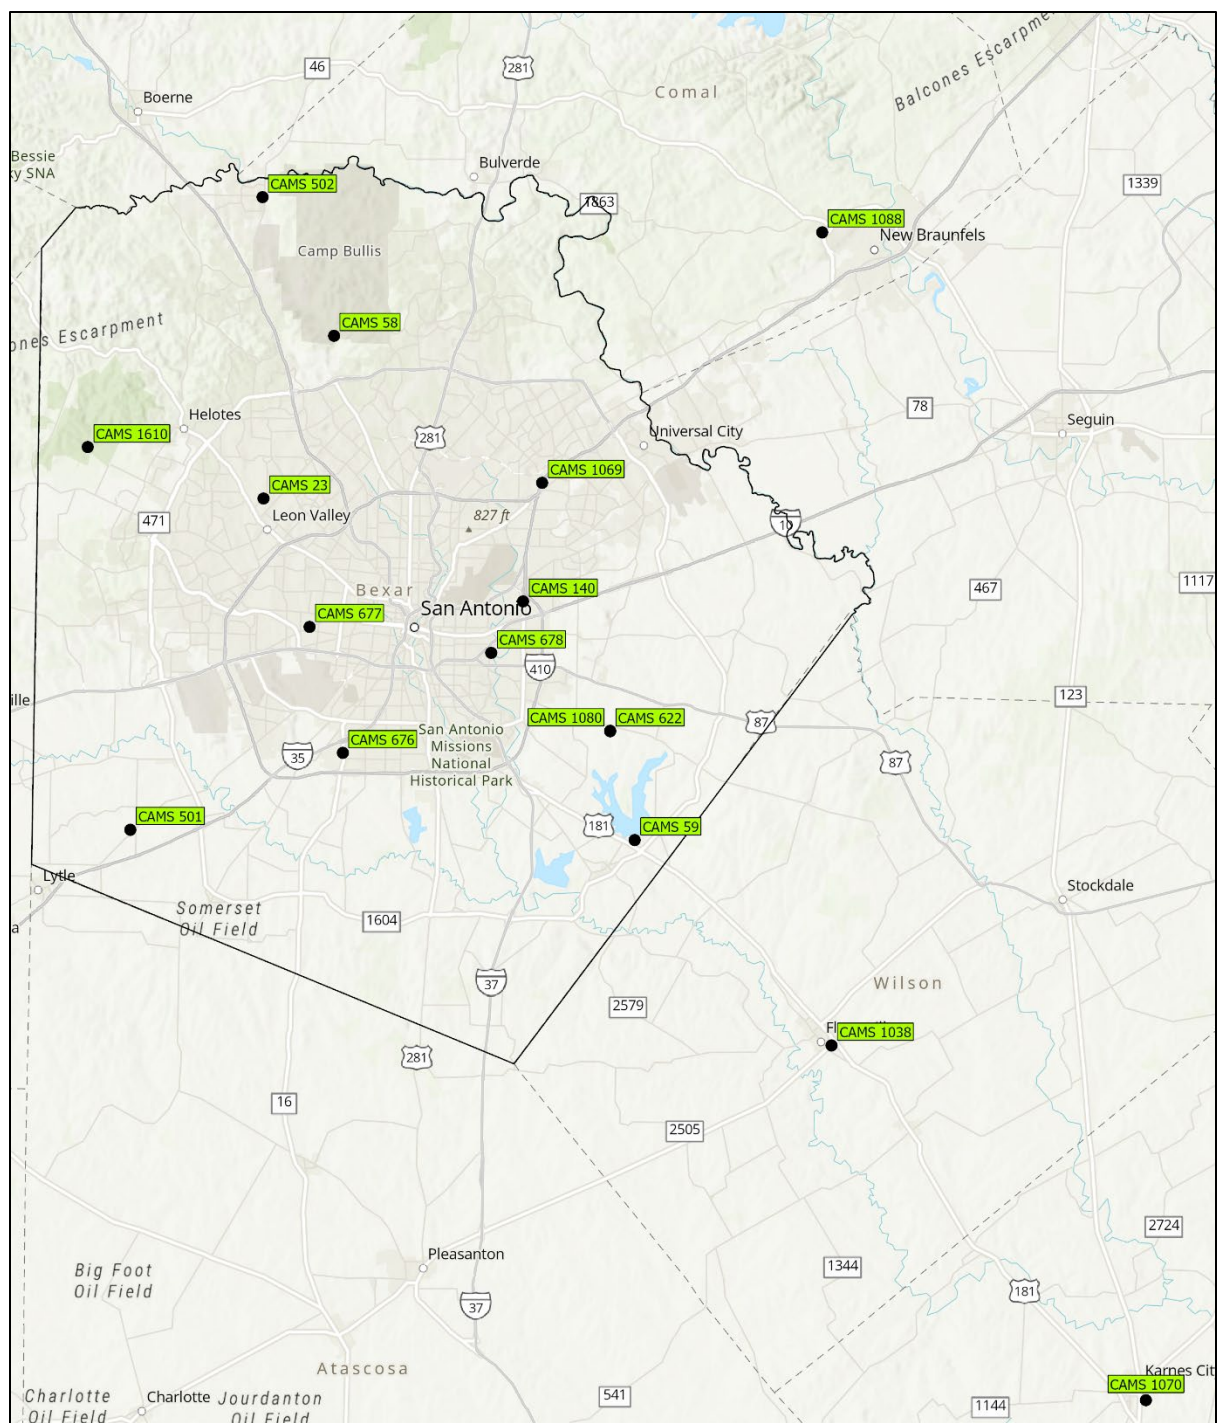 46
281
Comal
Balcones Escarpme
Boerne
Bessie
ky SNA
Bulverde
CAMS 502
1863
1339
CAMS 1088
New Braunfels
Camp Bullis
CAMS 58
ones Escarpment
78
Helotes
Seguin
CAMS 1610
281
Universal City
CAMS 1069
CAMS 23
471
Leon Valley
827 ft
10
467
1117
Bexar
CAMS 140
San Antonio
CAMS 677
CAMS 678
410
123
ille
CAMS 1080
CAMS 622
87
San Antonio
Missions
National
Historical Park
CAMS 676
35
87
CAMS 501
181
CAMS 59
Lytle
Stockdale
Somerset
Oil Field
1604
a
37
Wilson
2579
CAMS 1038
281
16
2505
2724
Pleasanton
Big Foot
Oil Field
1344
181
37
Atascosa
Karnes Cit
CAMS 1070
Charlotte
Oil Field
Charlotte
Jourdanton
Oil Field
541
1144